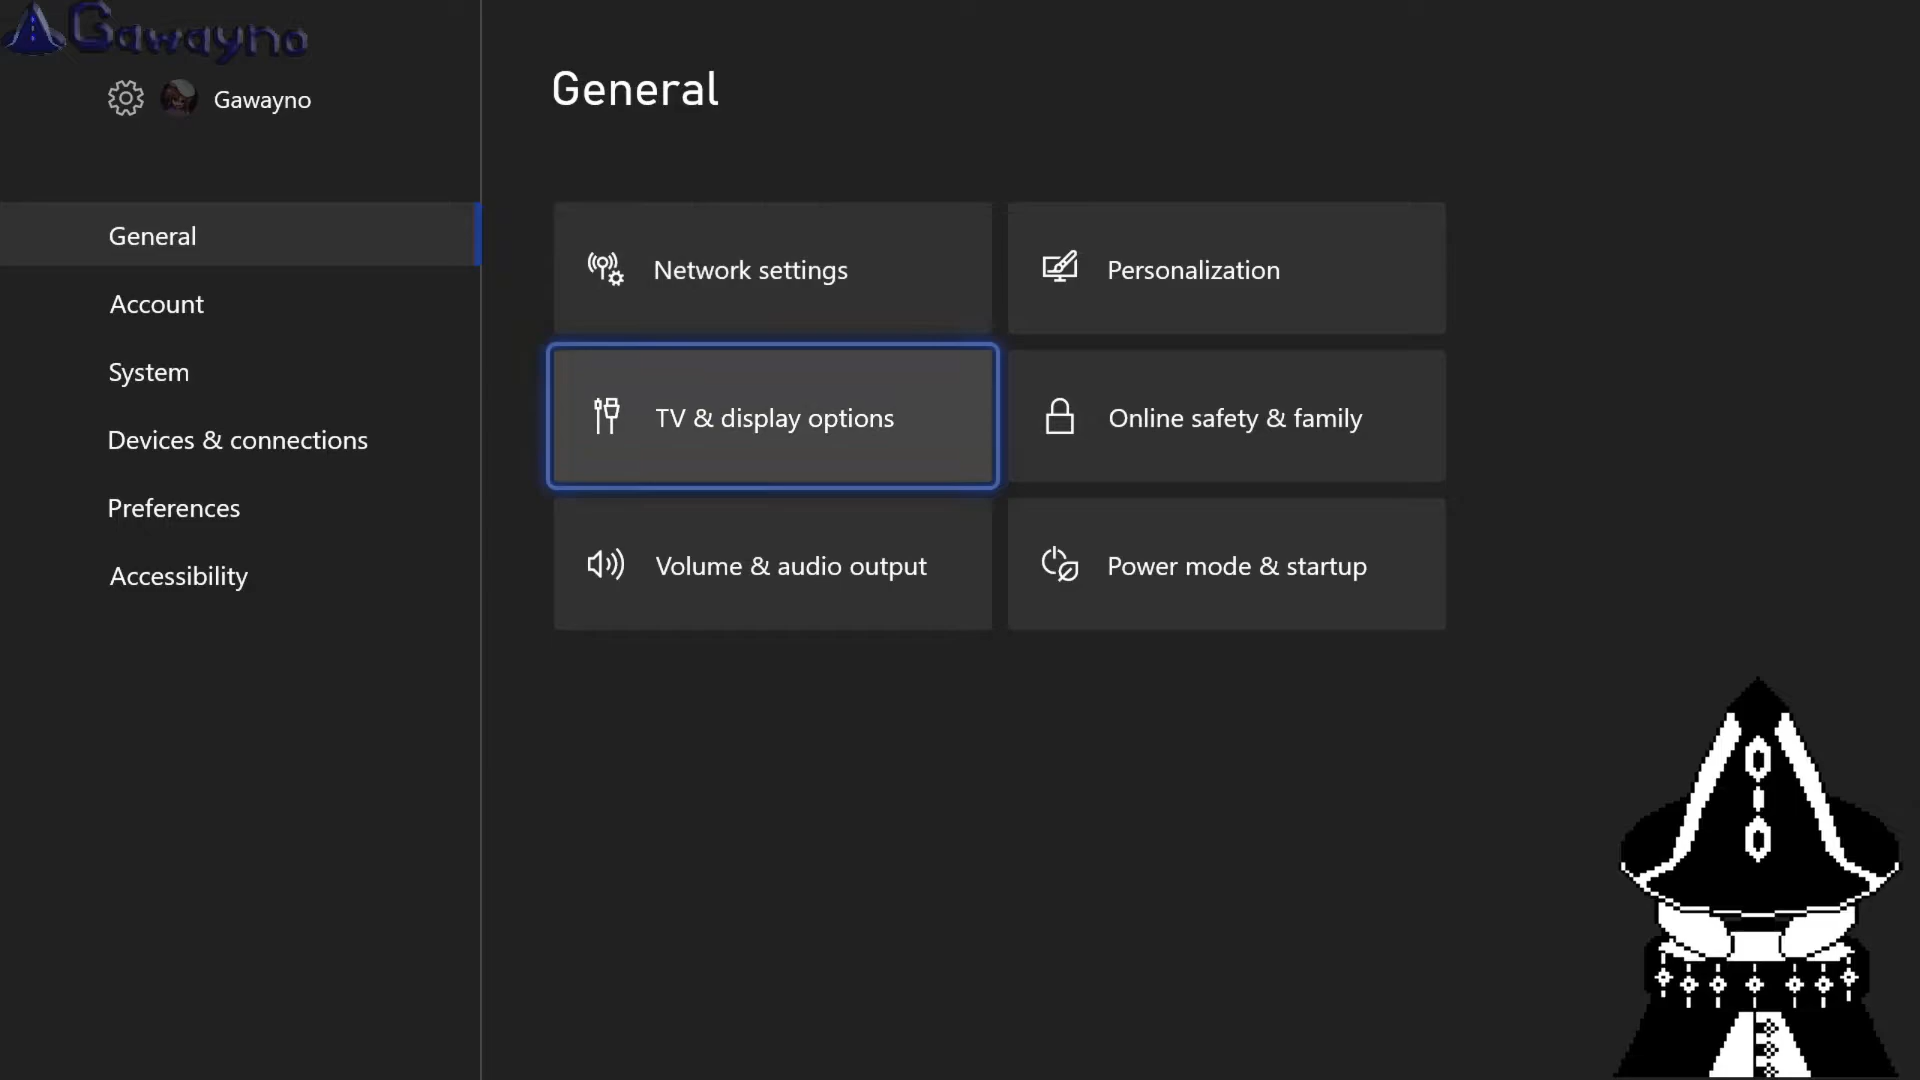 Gawayno
Gawayno
General
General
Account
System
Devices & connections
Preferences
Accessibility
Network settings
Personalization
TV & display options
Online safety & family
Volume & audio output
Power mode & startup